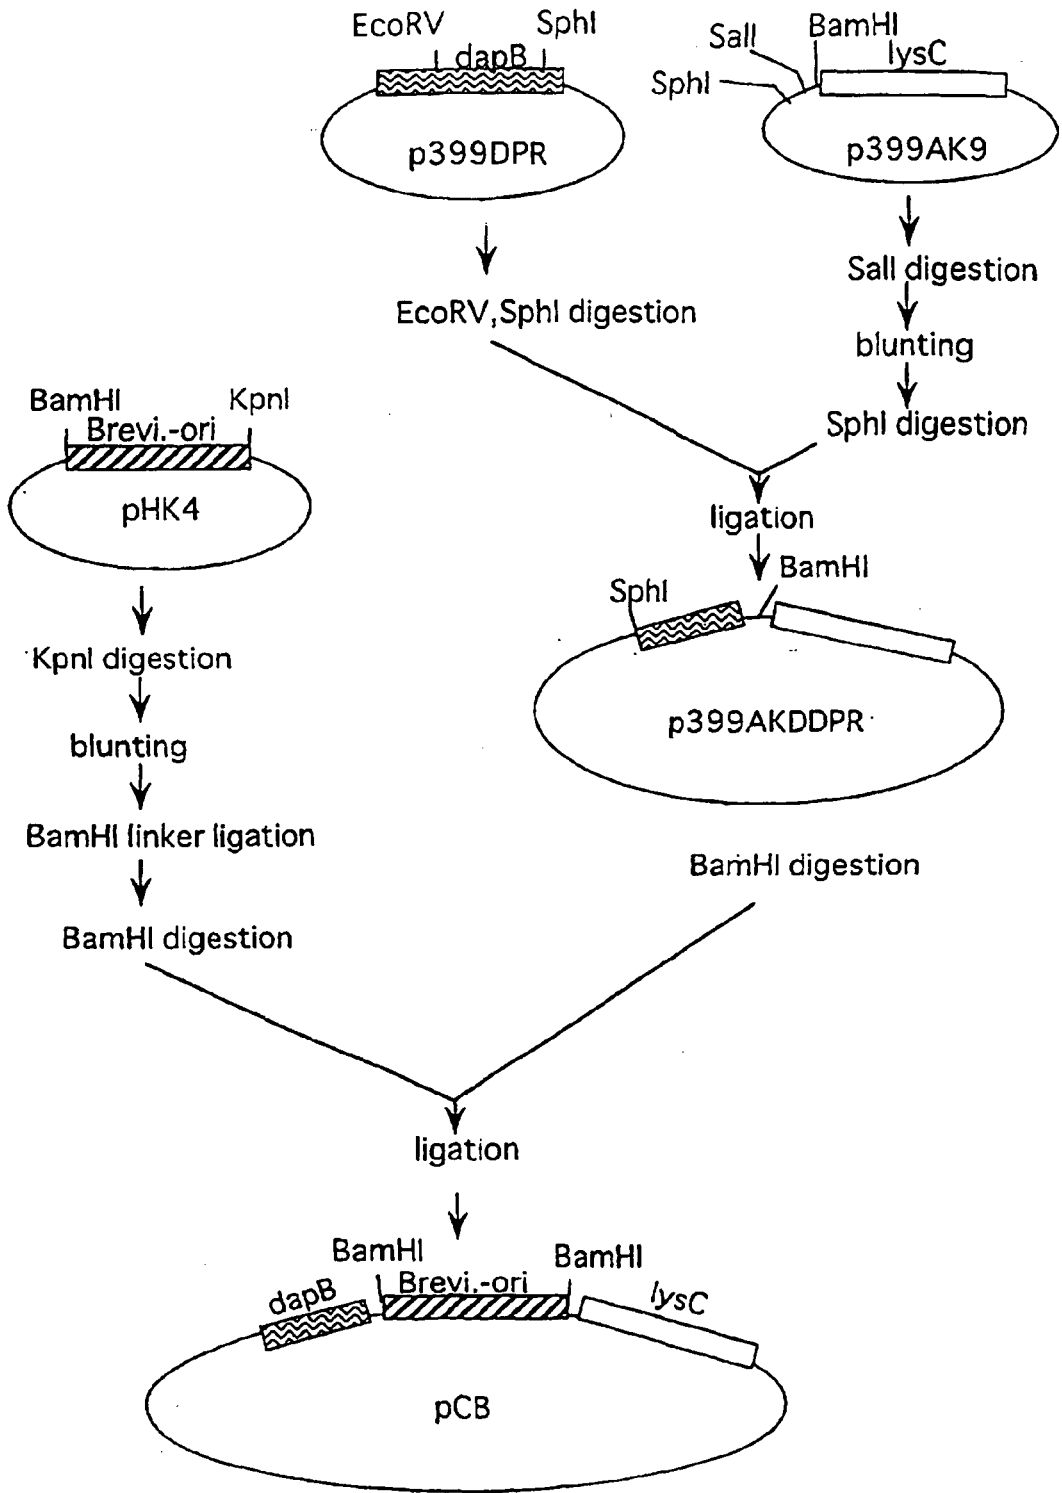 EcoRV SphI
dapB
p399DPR
SalI BamHI
lysC
SphI
p399AK9
EcoRV,SphI digestion
SalI digestion
blunting
SphI digestion
BamHI KpnI
Brevi.-ori
pHK4
KpnI digestion
blunting
BamHI linker ligation
BamHI digestion
ligation
SphI BamHI
p399AKDDPR
BamHI digestion
ligation
BamHI BamHI
dapB Brevi.-ori lysC
pCB